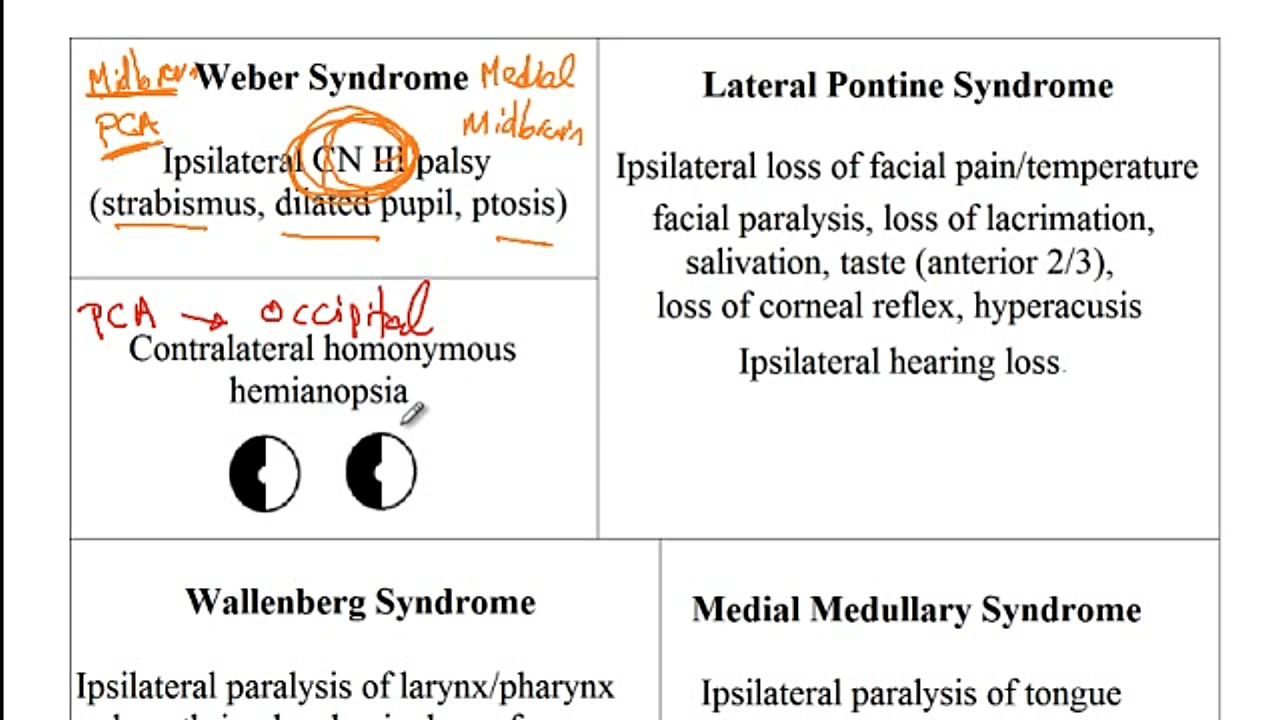 Midbrain Weber Syndrome Medial
PCA Midbrain
Ipsilateral CN III palsy
(strabismus, dilated pupil, ptosis)
PCA → Occipital
Contralateral homonymous
hemianopsia
Lateral Pontine Syndrome
Ipsilateral loss of facial pain/temperature
facial paralysis, loss of lacrimation,
salivation, taste (anterior 2/3),
loss of corneal reflex, hyperacusis
Ipsilateral hearing loss
Wallenberg Syndrome
Ipsilateral paralysis of larynx/pharynx
Medial Medullary Syndrome
Ipsilateral paralysis of tongue